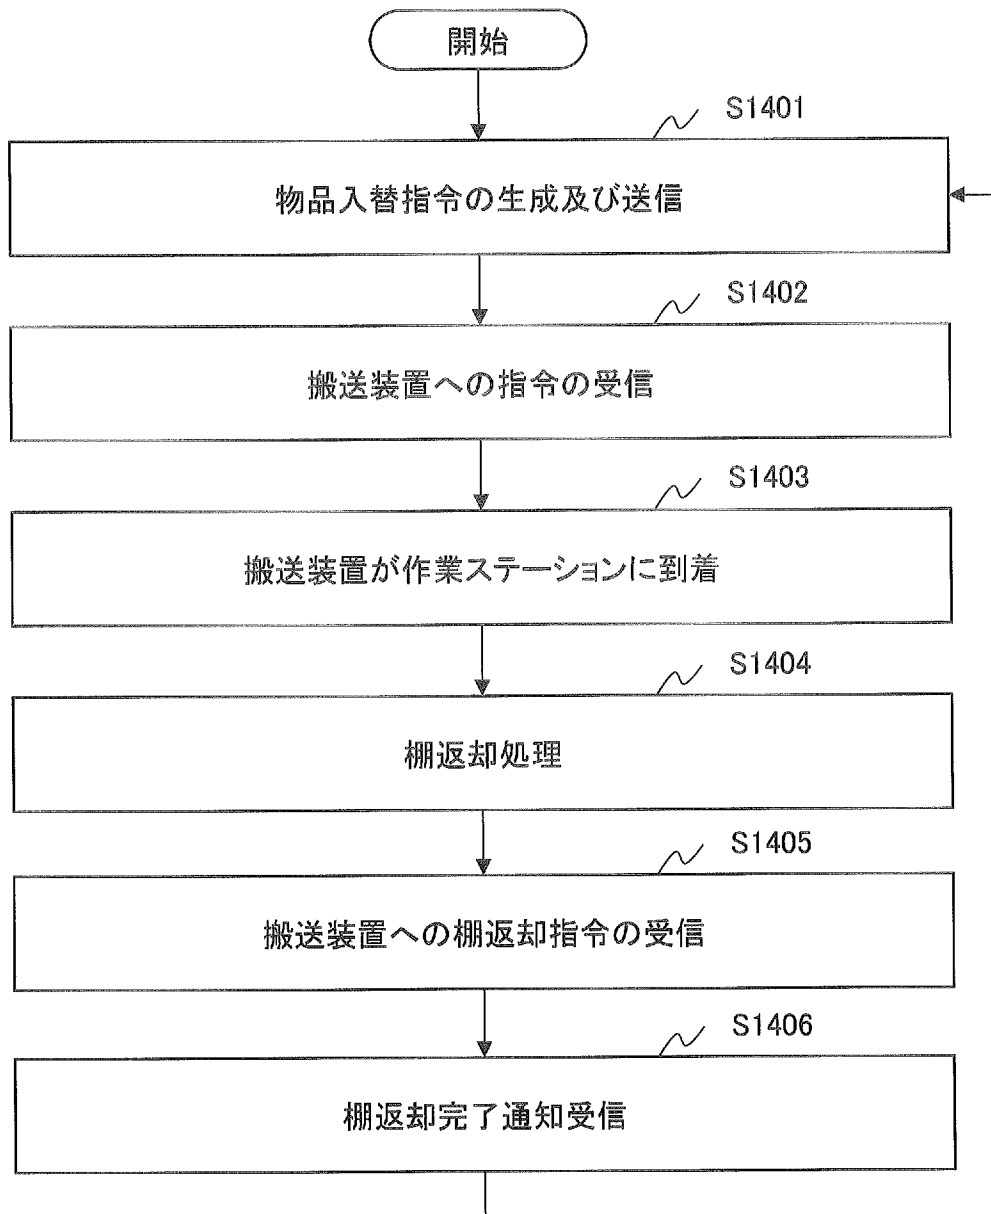 開始
S1401
物品入替指令の生成及び送信
S1402
搬送装置への指令の受信
S1403
搬送装置が作業ステーションに到着
S1404
棚返却処理
S1405
搬送装置への棚返却指令の受信
S1406
棚返却完了通知受信